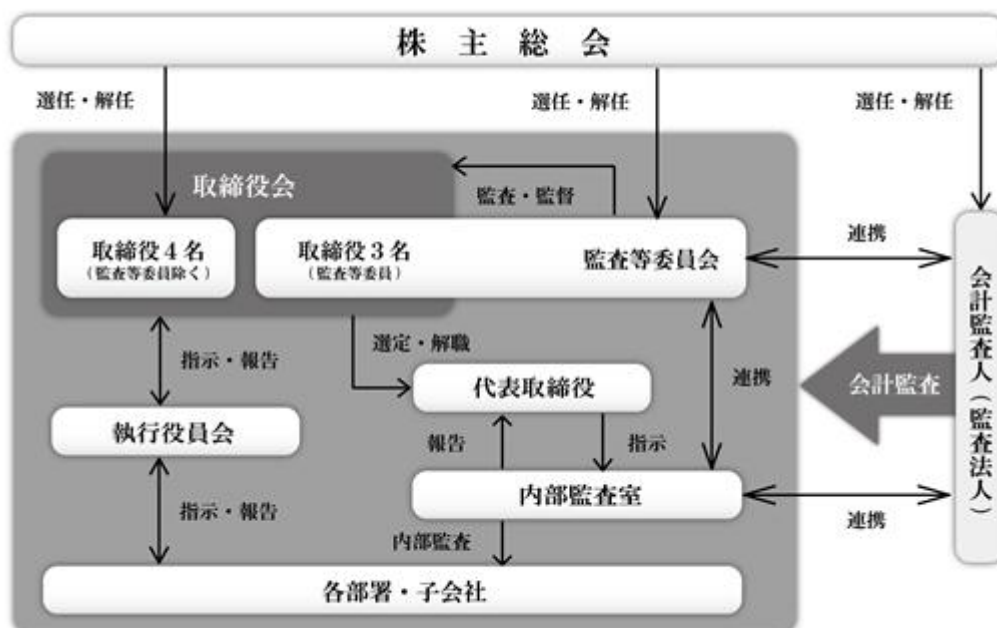 株主総会
選任・解任
選任・解任
選任・解任
取締役会
監査・監督
取締役4名
(監査等委員除く)
取締役3名
(監査等委員)
監査等委員会
連携
会計監査人(監査法人)
指示・報告
選定・解職
代表取締役
連携
会計監査
執行役員会
報告
指示
内部監査室
連携
指示・報告
内部監査
各部署・子会社